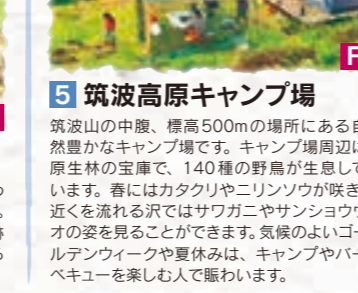 5 筑波高原キャンプ場
筑波山の中腹、標高500mの場所にある自
然豊かなキャンプ場です。キャンプ場周辺は
原生林の宝庫で、140種の野鳥が生息して
います。春にはカタクリやニリンソウが咲き
近くを流れる沢ではサワガニやサンショウウ
オの姿を見ることができます。気候のよいゴー
ルデンウィークや夏休みは、キャンプやバー
ベキューを楽しむ人で賑わいます。